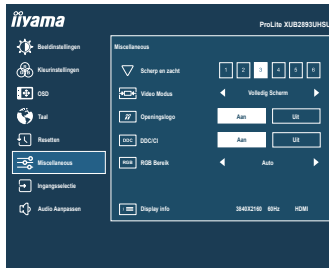 iiyama
ProLite XUB2893UHSU
Beeldinstellingen
Kleurinstellingen
OSD
Taal
Resetten
Miscellaneous
Ingangsselectie
Audio Aanpassen
Miscellaneous
Scherp en zacht 1 2 3 4 5 6
Video Modus Volledig Scherm
Openingslogo Aan Uit
DDC DDC/CI Aan Uit
RGB RGB Bereik Auto
Display info 3840X2160 60Hz HDMI